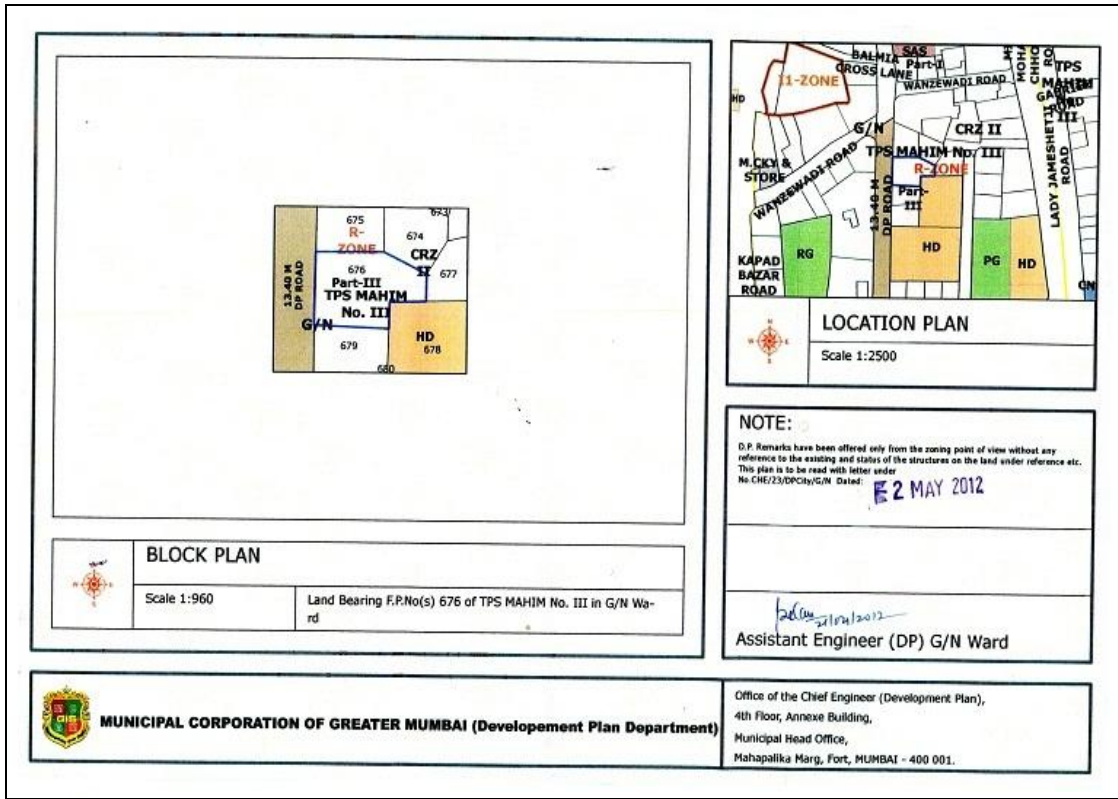 675
R-
ZONE
673
674
CRZ
II
677
676
Part-III
TPS MAHIM
No. III
13.40 M
DP ROAD
G/N
HD
678
679
680
N
W
E
S
BLOCK PLAN
Scale 1:960
Land Bearing F.P.No(s) 676 of TPS MAHIM No. III in G/N Wa-
rd
I1-ZONE
BALMIA
CROSS LANE
SAS
Part-I
WANZEWADI ROAD
TPS
MAHIM
III
ROAD
HD
G/N
CRZ II
TPS MAHIM No. III
R-ZONE
M.CKY &
STORE
WANZEWADI ROAD
Part-
III
13.40 M
DP ROAD
LADY JAMESHETJI
ROAD
KAPAD
BAZAR
ROAD
RG
HD
PG
HD
CN
N
W
E
S
LOCATION PLAN
Scale 1:2500
NOTE:
D.P. Remarks have been offered only from the zoning point of view without any
reference to the existing and status of the structures on the land under reference etc.
This plan is to be read with letter under
No.CHE/23/DPCity/G/N Dated:
2 MAY 2012
21/04/2012
Assistant Engineer (DP) G/N Ward
GIS
MUNICIPAL CORPORATION OF GREATER MUMBAI (Developement Plan Department)
Office of the Chief Engineer (Development Plan),
4th Floor, Annexe Building,
Municipal Head Office,
Mahapalika Marg, Fort, MUMBAI - 400 001.